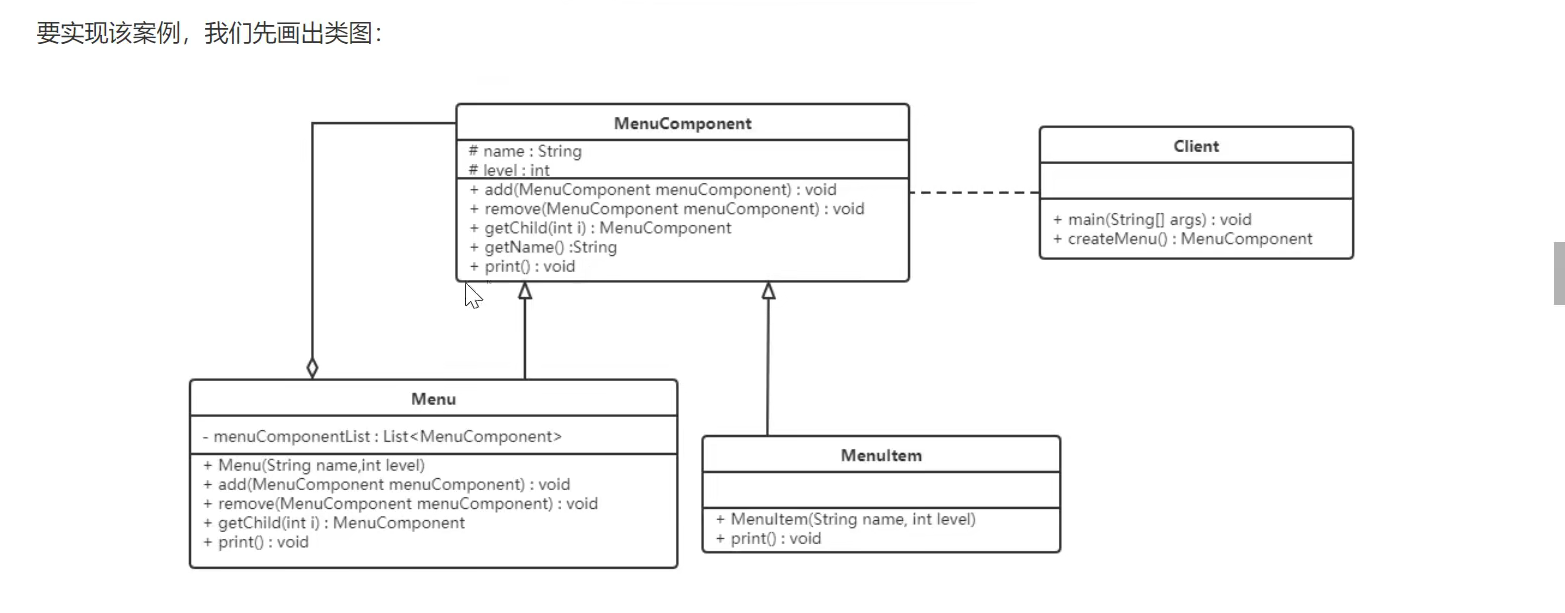 要实现该案例，我们先画出类图：
MenuComponent
# name : String
# level : int
+ add(MenuComponent menuComponent) : void
+ remove(MenuComponent menuComponent) : void
+ getChild(int i) : MenuComponent
+ getName() :String
+ print() : void
Client
+ main(String[] args) : void
+ createMenu() : MenuComponent
Menu
- menuComponentList : List<MenuComponent>
+ Menu(String name,int level)
+ add(MenuComponent menuComponent) : void
+ remove(MenuComponent menuComponent) : void
+ getChild(int i) : MenuComponent
+ print() : void
MenuItem
+ MenuItem(String name, int level)
+ print() : void